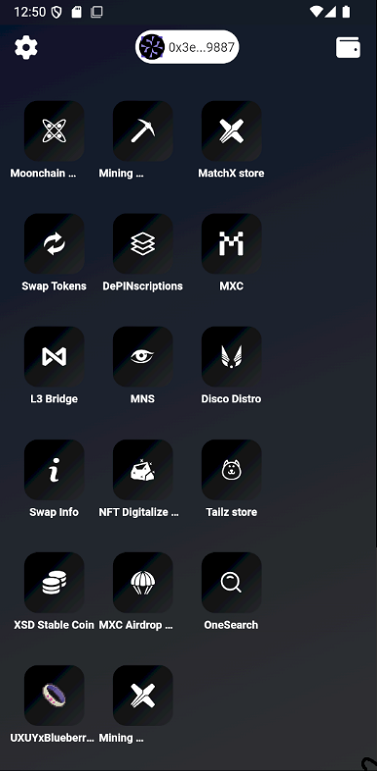 12:50
0x3e...9887
Moonchain ...
Mining ...
MatchX store
Swap Tokens
DePINscriptions
MXC
L3 Bridge
MNS
Disco Distro
Swap Info
NFT Digitalize ...
Tailz store
XSD Stable Coin
MXC Airdrop ...
OneSearch
UXUYxBlueberr...
Mining ...